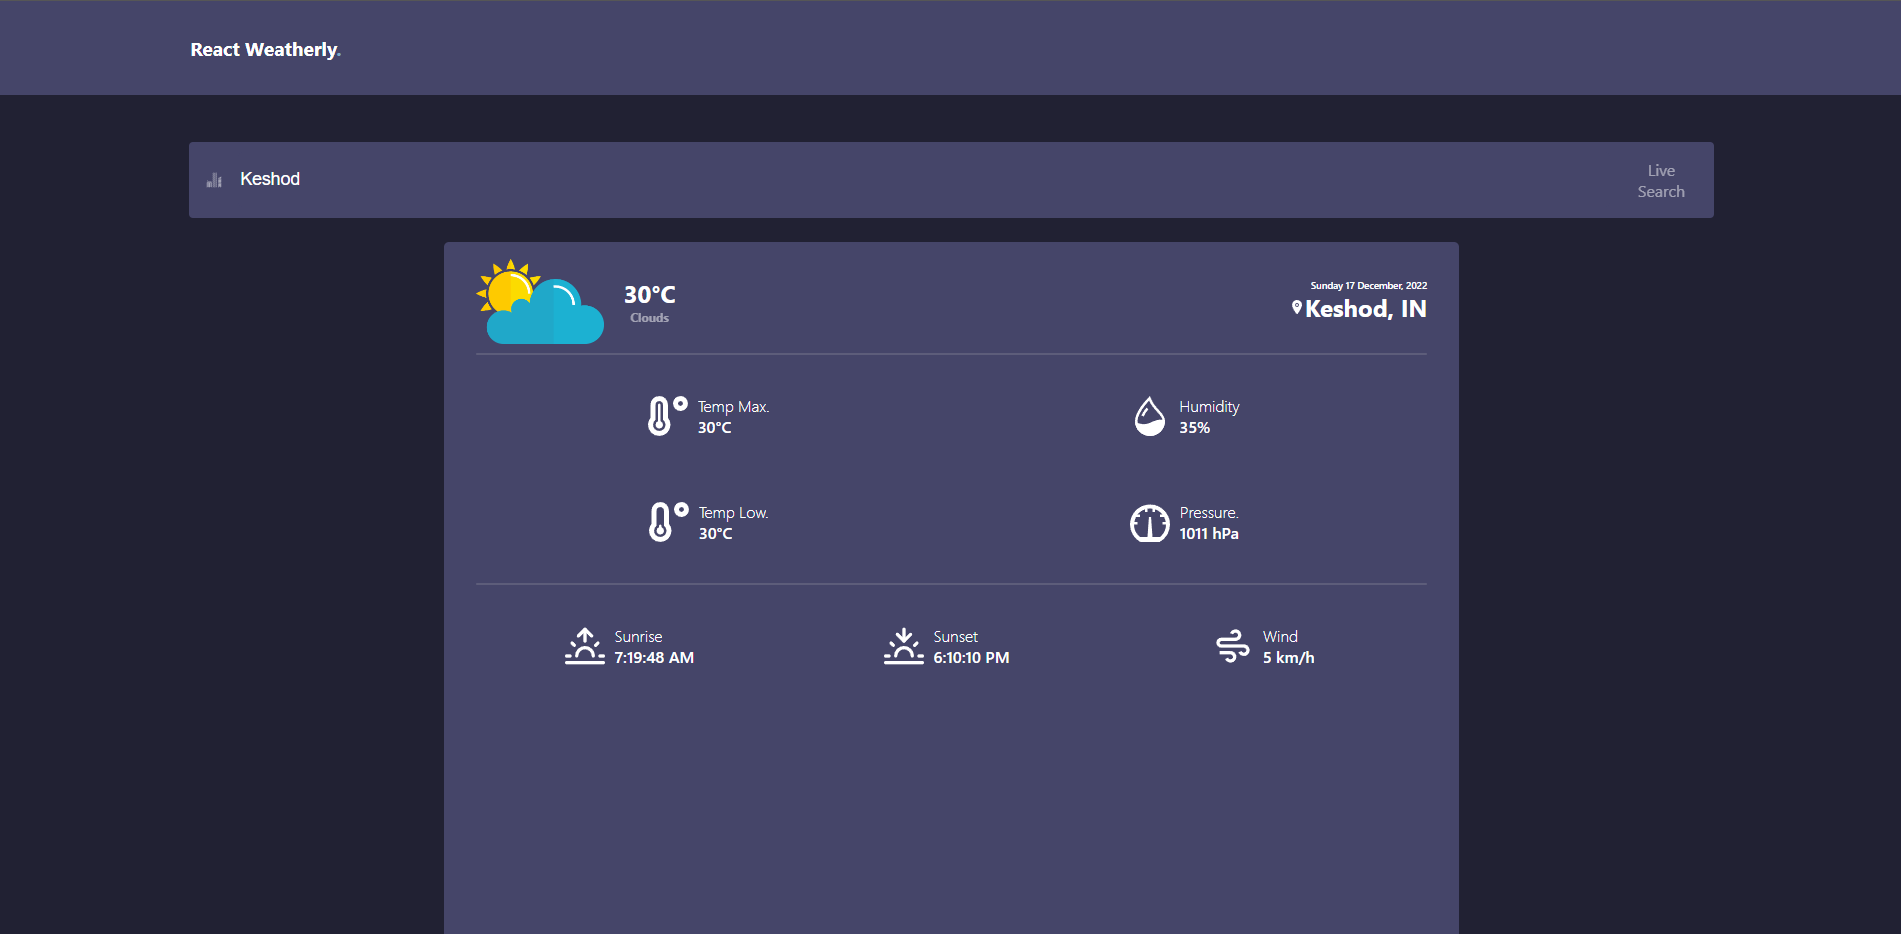 React Weatherly.
Keshod
Live
Search
30°C
Clouds
Sunday 17 December, 2022
Keshod, IN
Temp Max.
30°C
Humidity
35%
Temp Low.
30°C
Pressure.
1011 hPa
Sunrise
7:19:48 AM
Sunset
6:10:10 PM
Wind
5 km/h